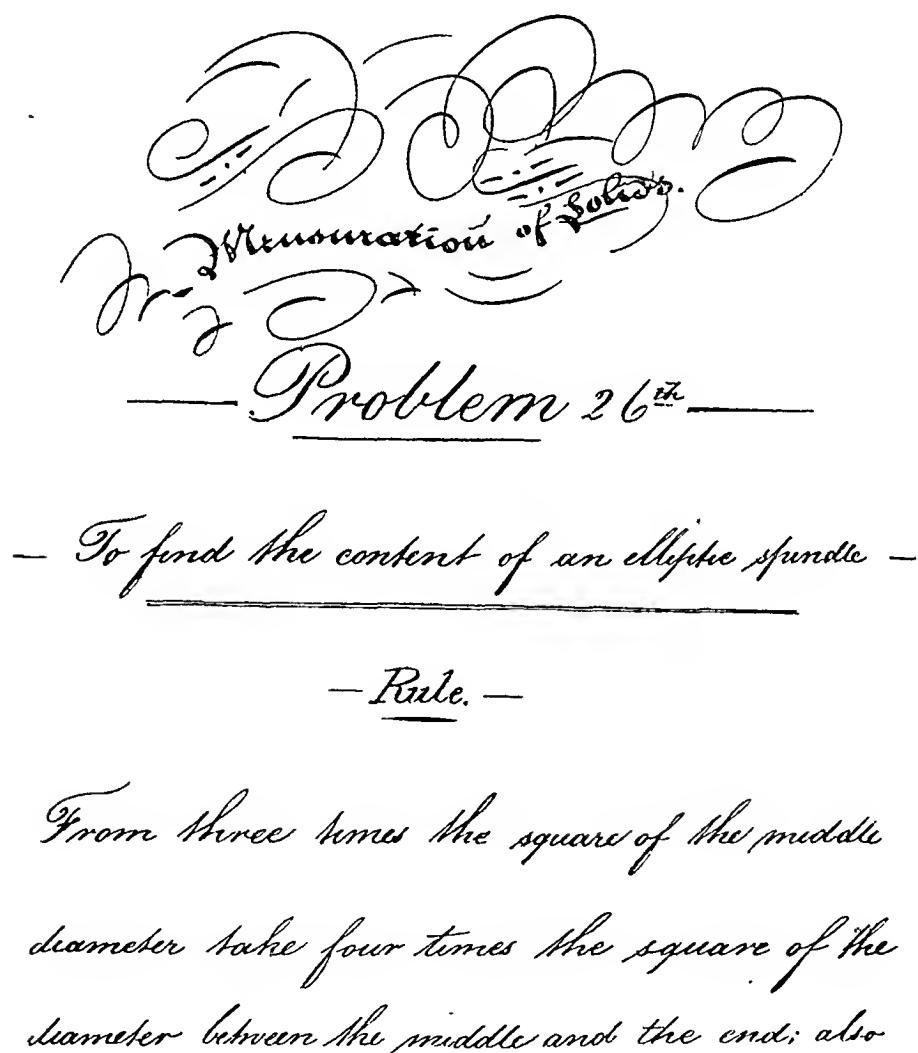 Mensuration of Solids.
— Problem 26th —
— To find the content of an elliptic spindle —
— Rule. —
From three times the square of the middle
diameter take four times the square of the
diameter between the middle and the end; also